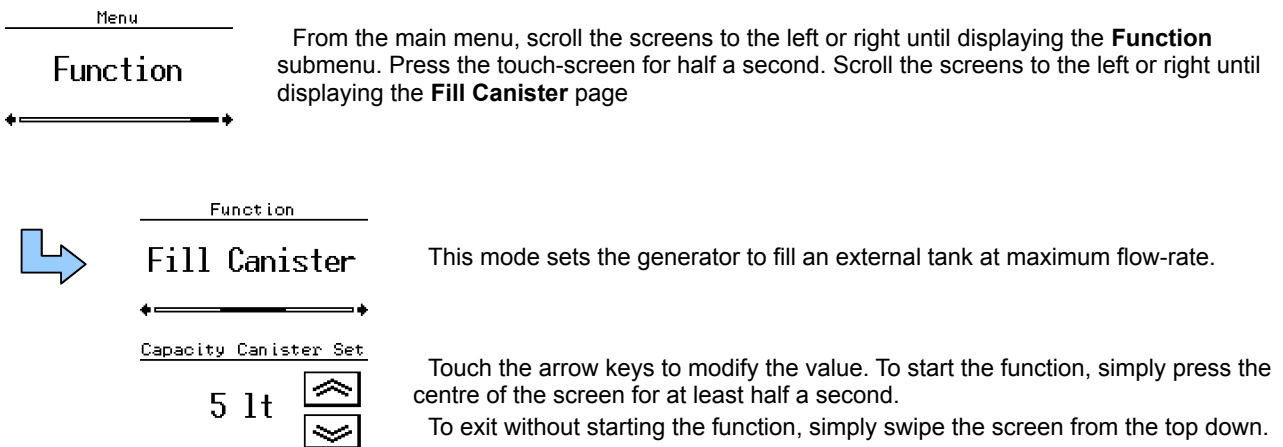 Menu
Function
From the main menu, scroll the screens to the left or right until displaying the Function
submenu. Press the touch-screen for half a second. Scroll the screens to the left or right until
displaying the Fill Canister page
Function
Fill Canister
This mode sets the generator to fill an external tank at maximum flow-rate.
Capacity Canister Set
5 lt
Touch the arrow keys to modify the value. To start the function, simply press the
centre of the screen for at least half a second.
To exit without starting the function, simply swipe the screen from the top down.